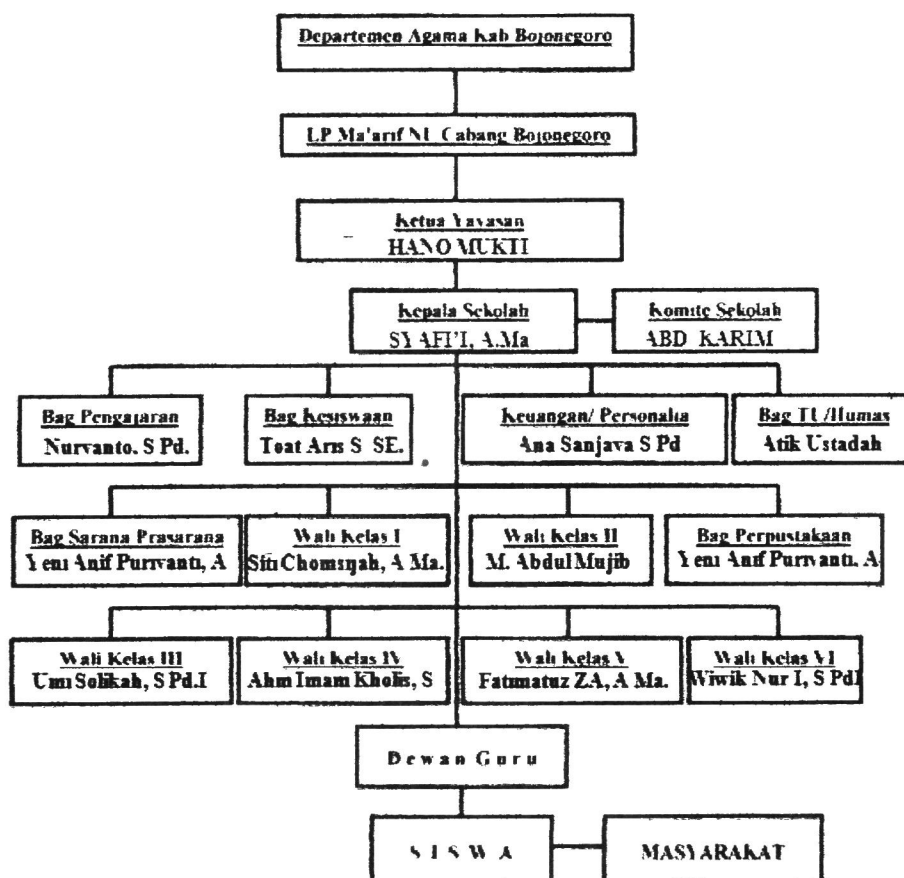 Departemen Agama Kab Bojonegoro
LP Ma'arif NU Cabang Bojonegoro
Ketua Yayasan
HANO MUKTI
Kepala Sekolah
SYAFI'I, A.Ma
Komite Sekolah
ABD KARIM
Bag Pengajaran
Nuryanto. S Pd.
Bag Kesiswaan
Toat Aris S SE.
Keuangan/ Personalia
Ana Sanjaya S Pd
Bag TU/Humas
Atik Ustadah
Bag Sarana Prasarana
Yeni Anif Puriyanti, A
Wali Kelas I
Siti Chomsiyah, A Ma.
Wali Kelas II
M. Abdul Mujib
Bag Perpustakaan
Yeni Anif Puriyanti. A
Wali Kelas III
Umi Solikah, S Pd.I
Wali Kelas IV
Ahm Imam Kholis, S
Wali Kelas V
Fatimatuz ZA, A Ma.
Wali Kelas VI
Wiwik Nur I, S PdI
Dewan Guru
SISWA
MASYARAKAT